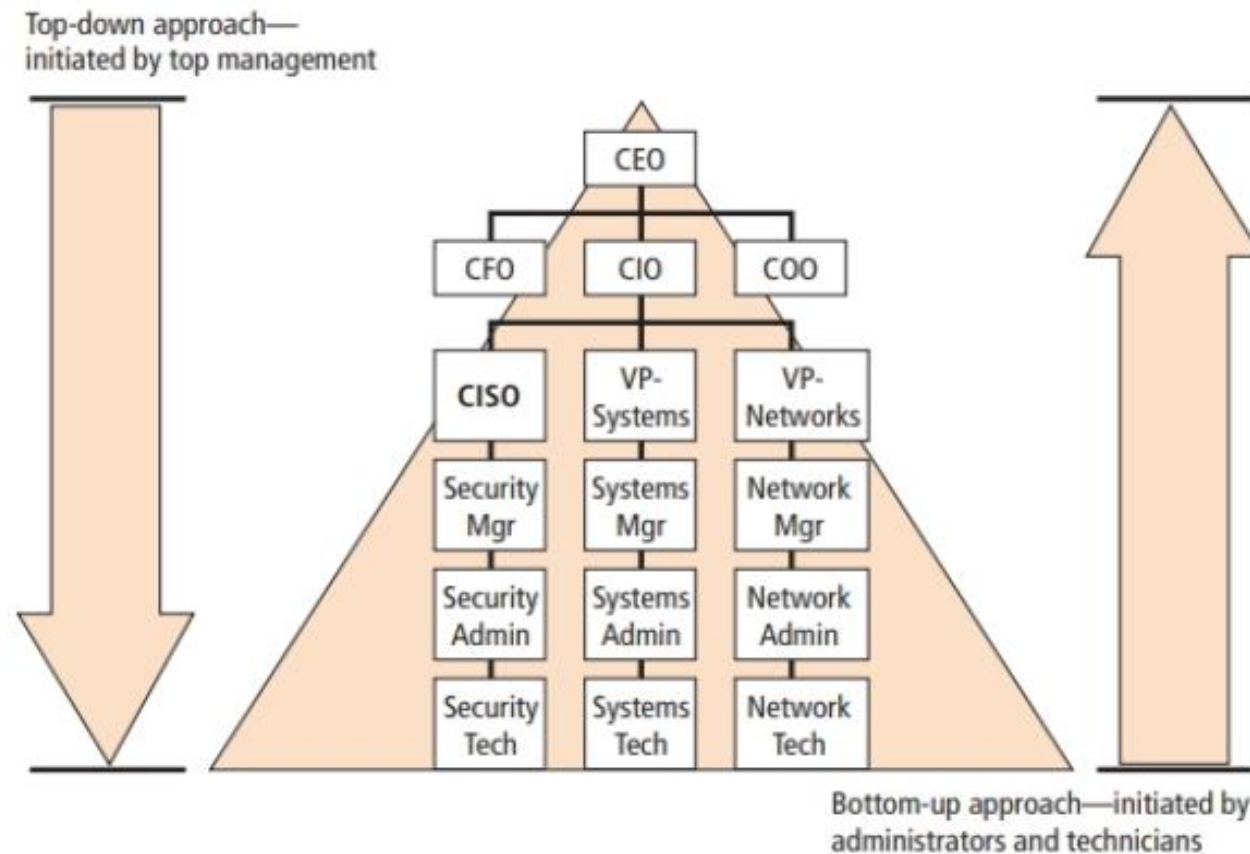 Top-down approach—
initiated by top management
CEO
CFO
CIO
COO
CISO
VP-
Systems
VP-
Networks
Security
Mgr
Systems
Mgr
Network
Mgr
Security
Admin
Systems
Admin
Network
Admin
Security
Tech
Systems
Tech
Network
Tech
Bottom-up approach—initiated by
administrators and technicians